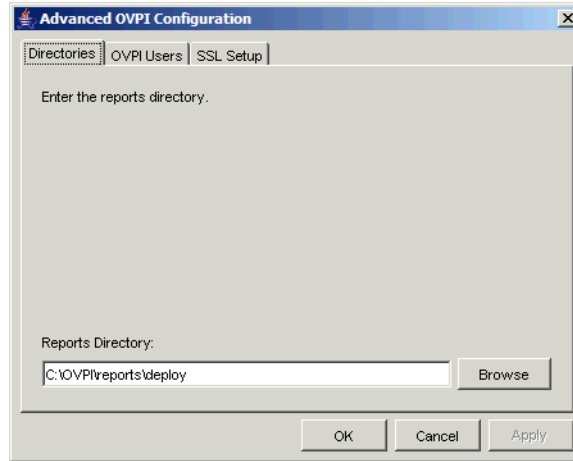 Advanced OVPI Configuration
Directories OVPI Users SSL Setup
Enter the reports directory.
Reports Directory:
C:\OVPI\reports\deploy Browse
OK Cancel Apply